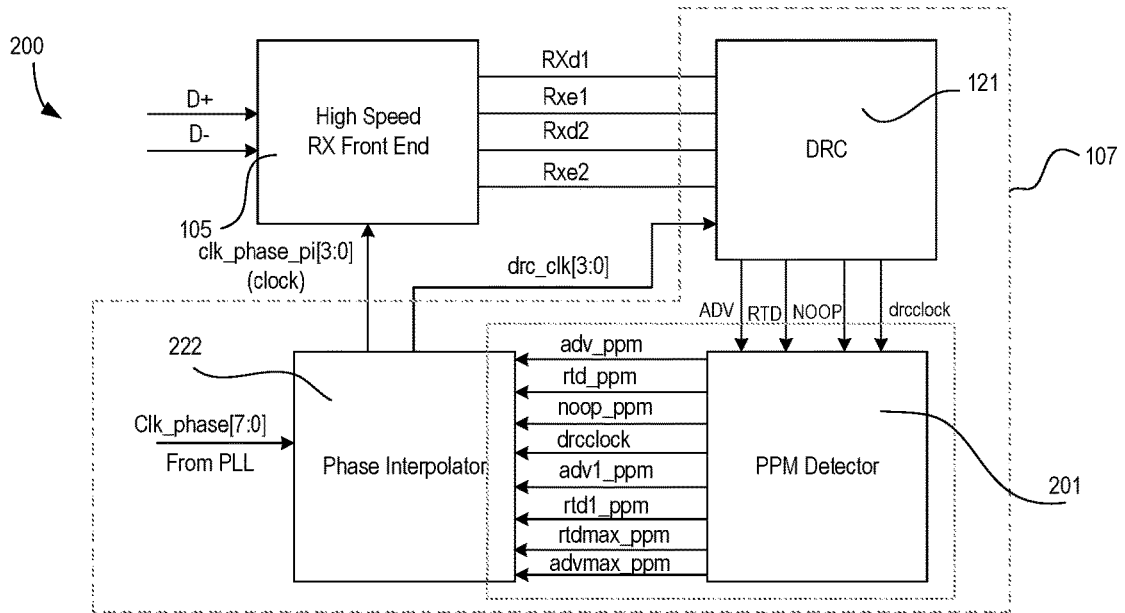 200
D+
D-
High Speed
RX Front End
105
RXd1
Rxe1
Rxd2
Rxe2
DRC
121
107
clk_phase_pi[3:0]
(clock)
drc_clk[3:0]
ADV
RTD
NOOP
drcclock
222
Clk_phase[7:0]
From PLL
Phase Interpolator
adv_ppm
rtd_ppm
noop_ppm
drcclock
adv1_ppm
rtd1_ppm
rtdmax_ppm
advmax_ppm
PPM Detector
201